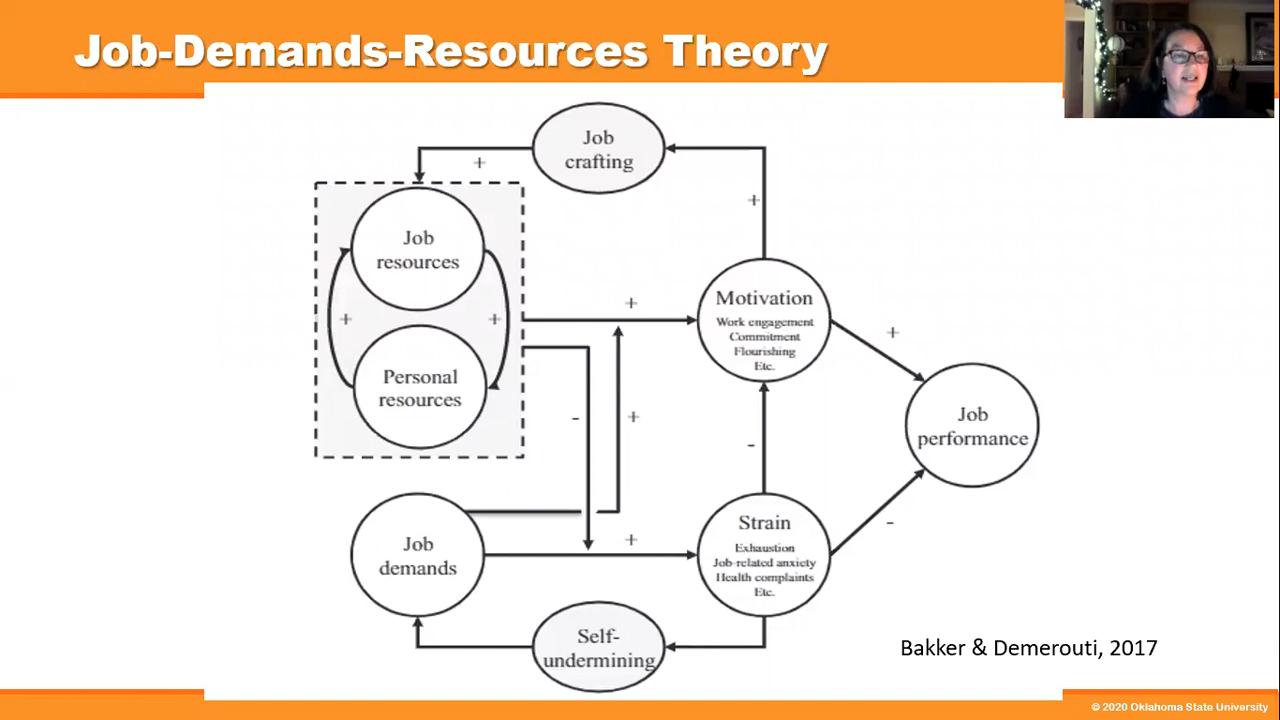 Job-Demands-Resources Theory
Job
crafting
+
+
Job
resources
+
+
Personal
resources
+
Motivation
Work engagement
Commitment
Flourishing
Etc.
+
-
+
-
Job
performance
Job
demands
+
Strain
Exhaustion
Job-related anxiety
Health complaints
Etc.
-
Self-
undermining
Bakker & Demerouti, 2017
© 2020 Oklahoma State University